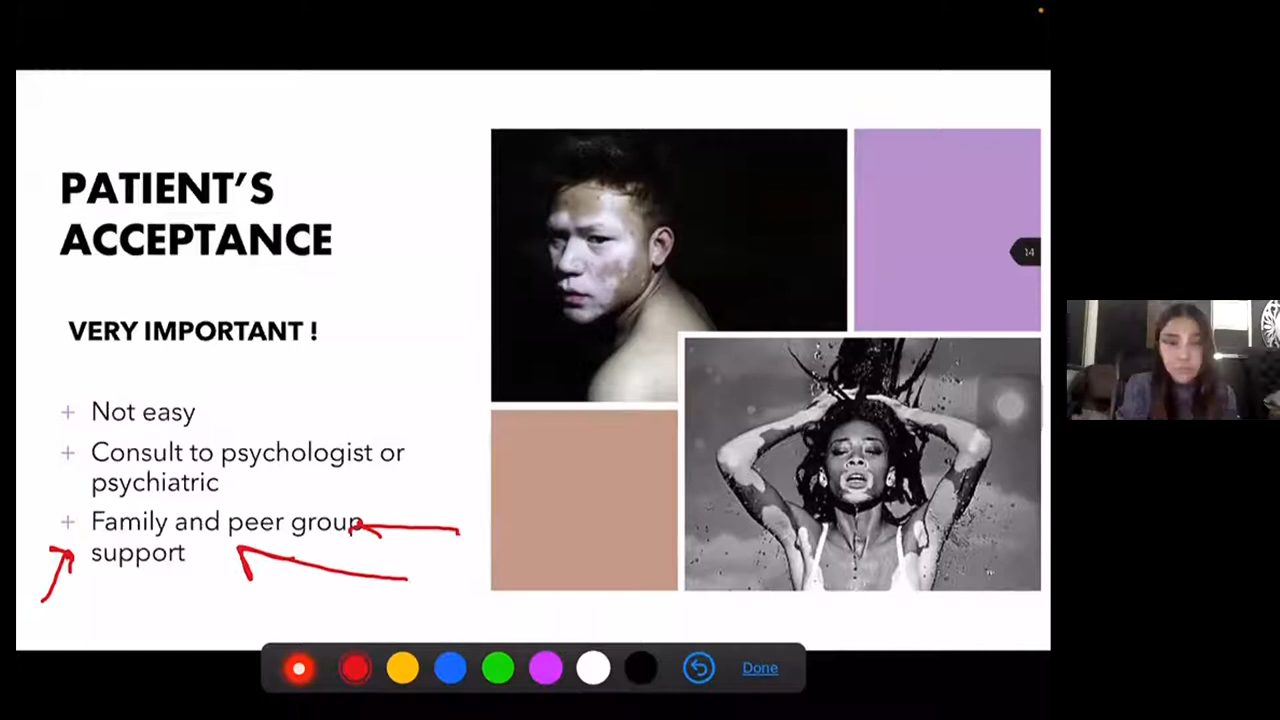 PATIENT'S
ACCEPTANCE
VERY IMPORTANT !
+ Not easy
+ Consult to psychologist or
psychiatric
+ Family and peer group
support
14
Done